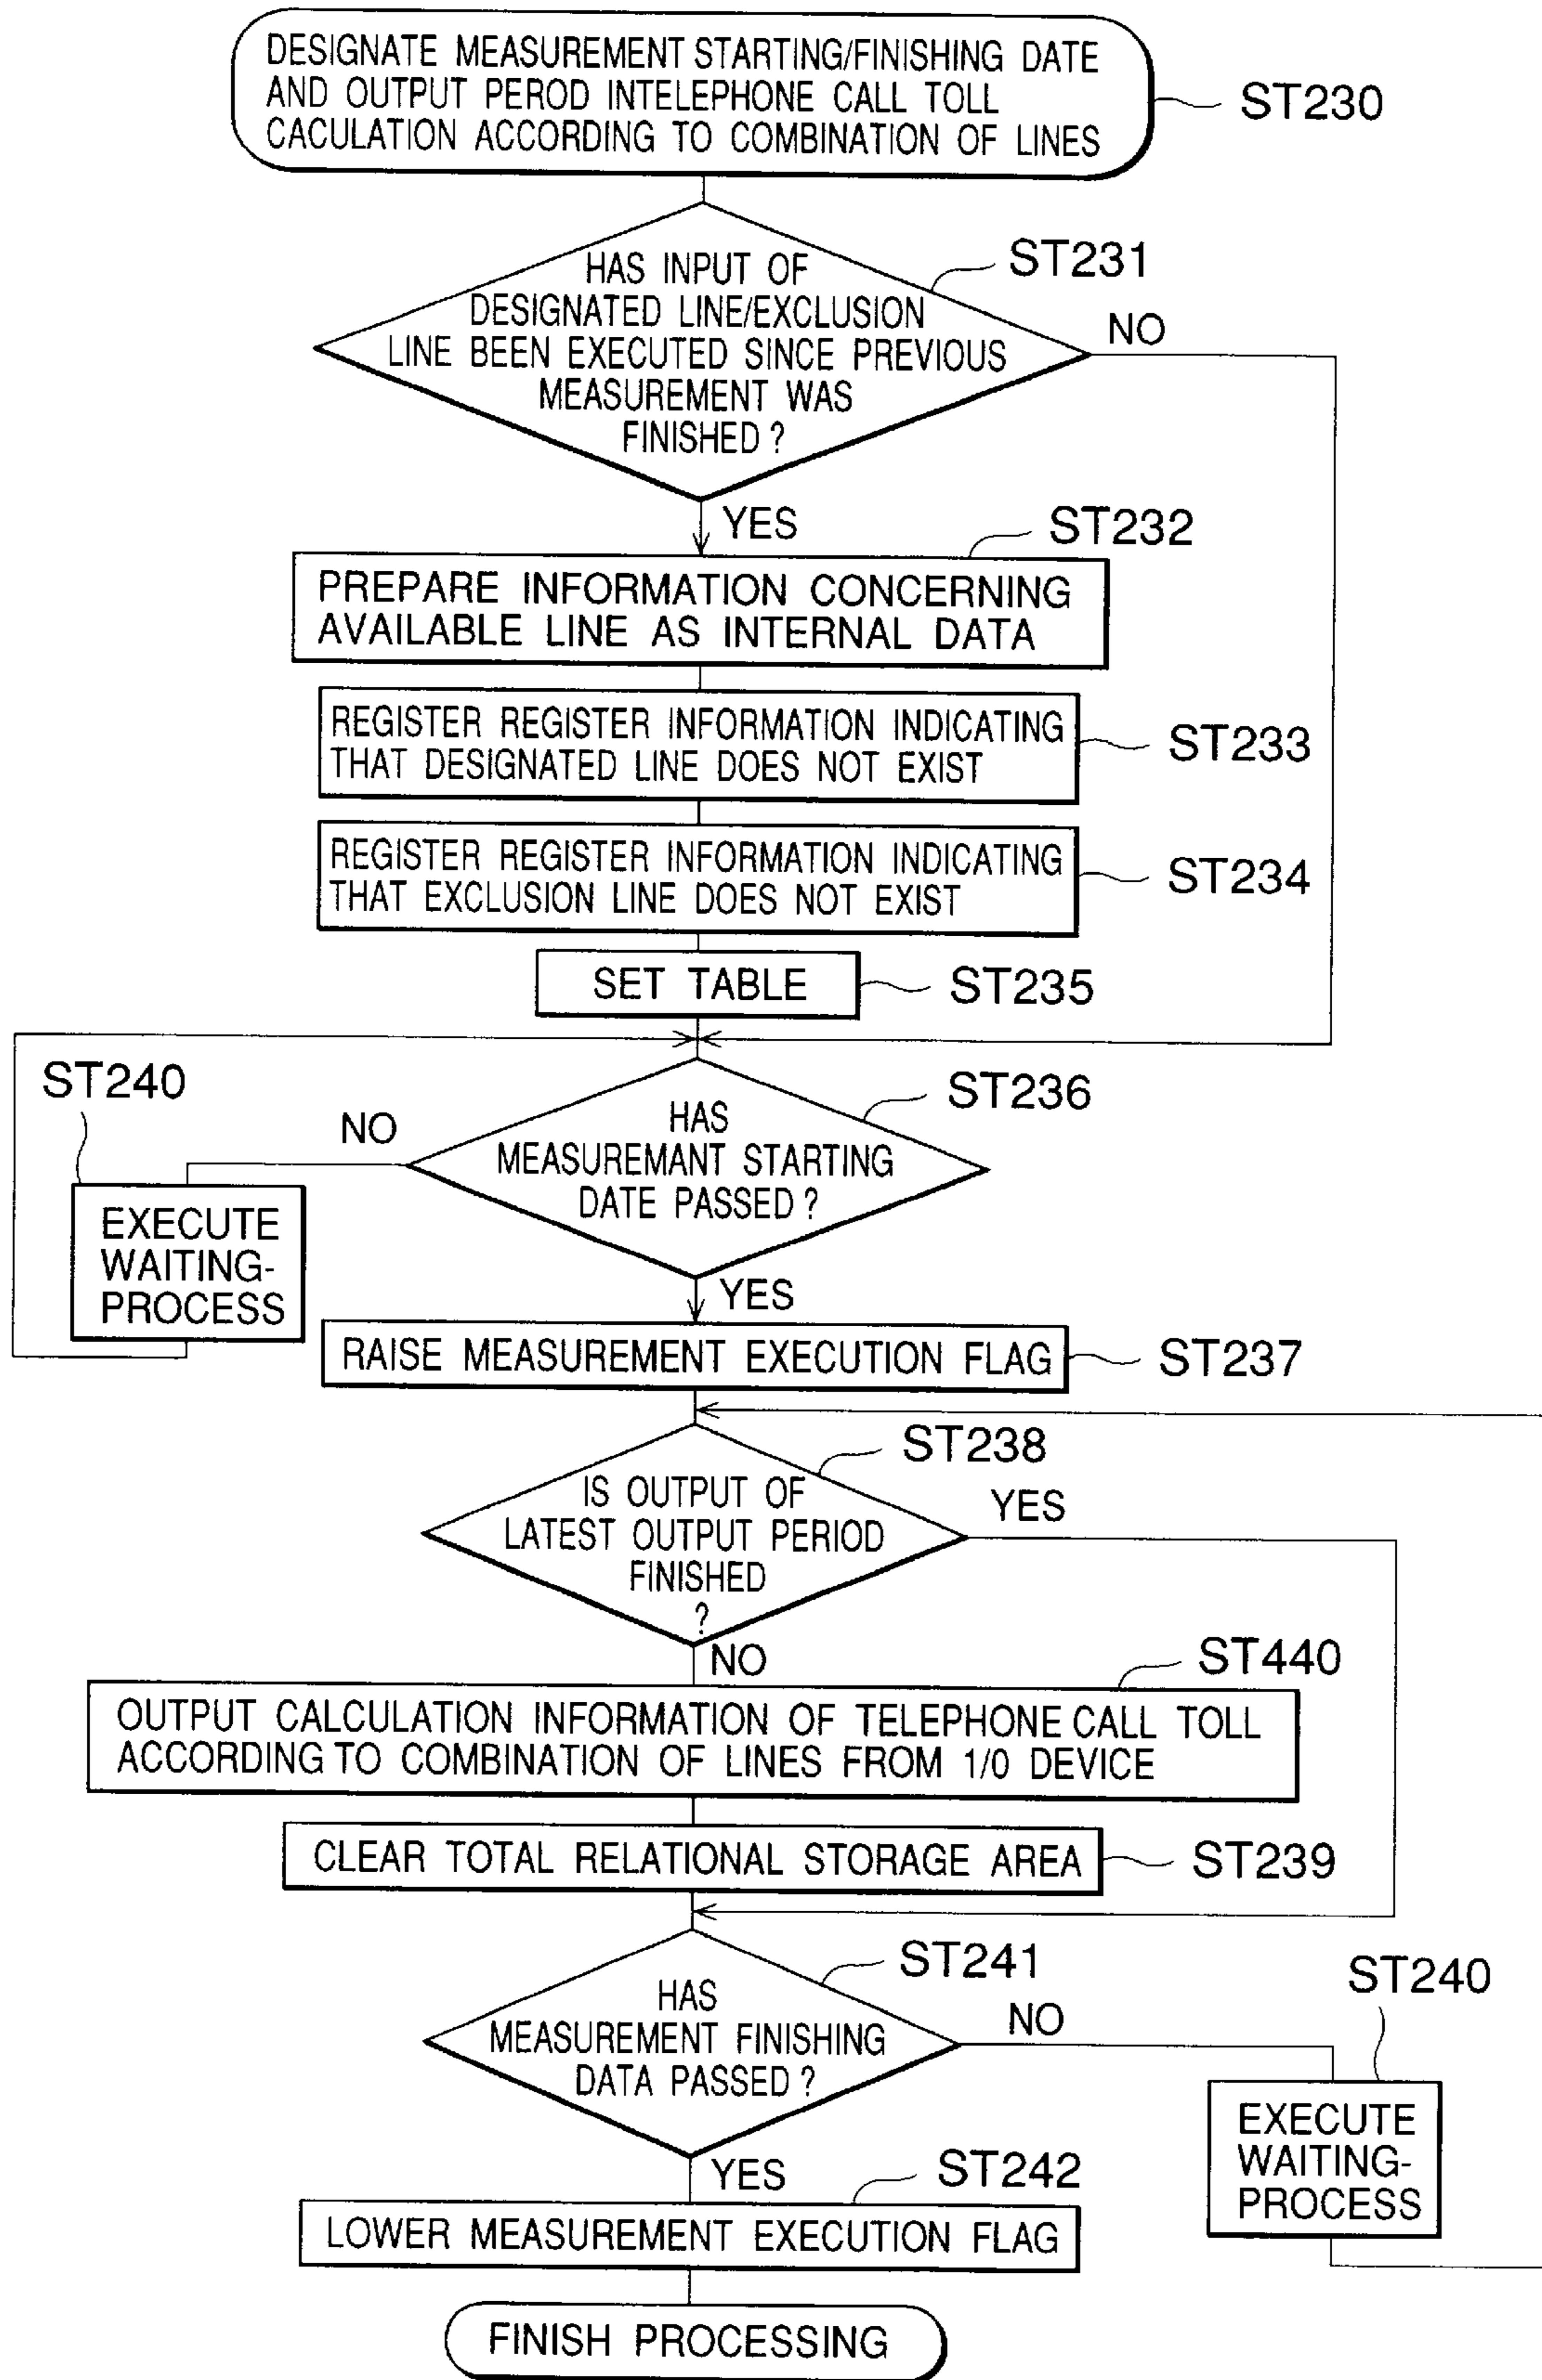 DESIGNATE MEASUREMENT STARTING/FINISHING DATE
AND OUTPUT PEROD INTELEPHONE CALL TOLL
CACULATION ACCORDING TO COMBINATION OF LINES
ST230
HAS INPUT OF
DESIGNATED LINE/EXCLUSION
LINE BEEN EXECUTED SINCE PREVIOUS
MEASUREMENT WAS
FINISHED?
ST231
NO
YES
ST232
PREPARE INFORMATION CONCERNING
AVAILABLE LINE AS INTERNAL DATA
REGISTER REGISTER INFORMATION INDICATING
THAT DESIGNATED LINE DOES NOT EXIST
ST233
REGISTER REGISTER INFORMATION INDICATING
THAT EXCLUSION LINE DOES NOT EXIST
ST234
SET TABLE
ST235
ST240
NO
HAS
MEASUREMANT STARTING
DATE PASSED?
ST236
EXECUTE
WAITING-
PROCESS
YES
RAISE MEASUREMENT EXECUTION FLAG
ST237
ST238
IS OUTPUT OF
LATEST OUTPUT PERIOD
FINISHED
?
YES
NO
ST440
OUTPUT CALCULATION INFORMATION OF TELEPHONE CALL TOLL
ACCORDING TO COMBINATION OF LINES FROM 1/0 DEVICE
CLEAR TOTAL RELATIONAL STORAGE AREA
ST239
ST241
HAS
MEASUREMENT FINISHING
DATA PASSED?
NO
ST240
EXECUTE
WAITING-
PROCESS
YES
ST242
LOWER MEASUREMENT EXECUTION FLAG
FINISH PROCESSING